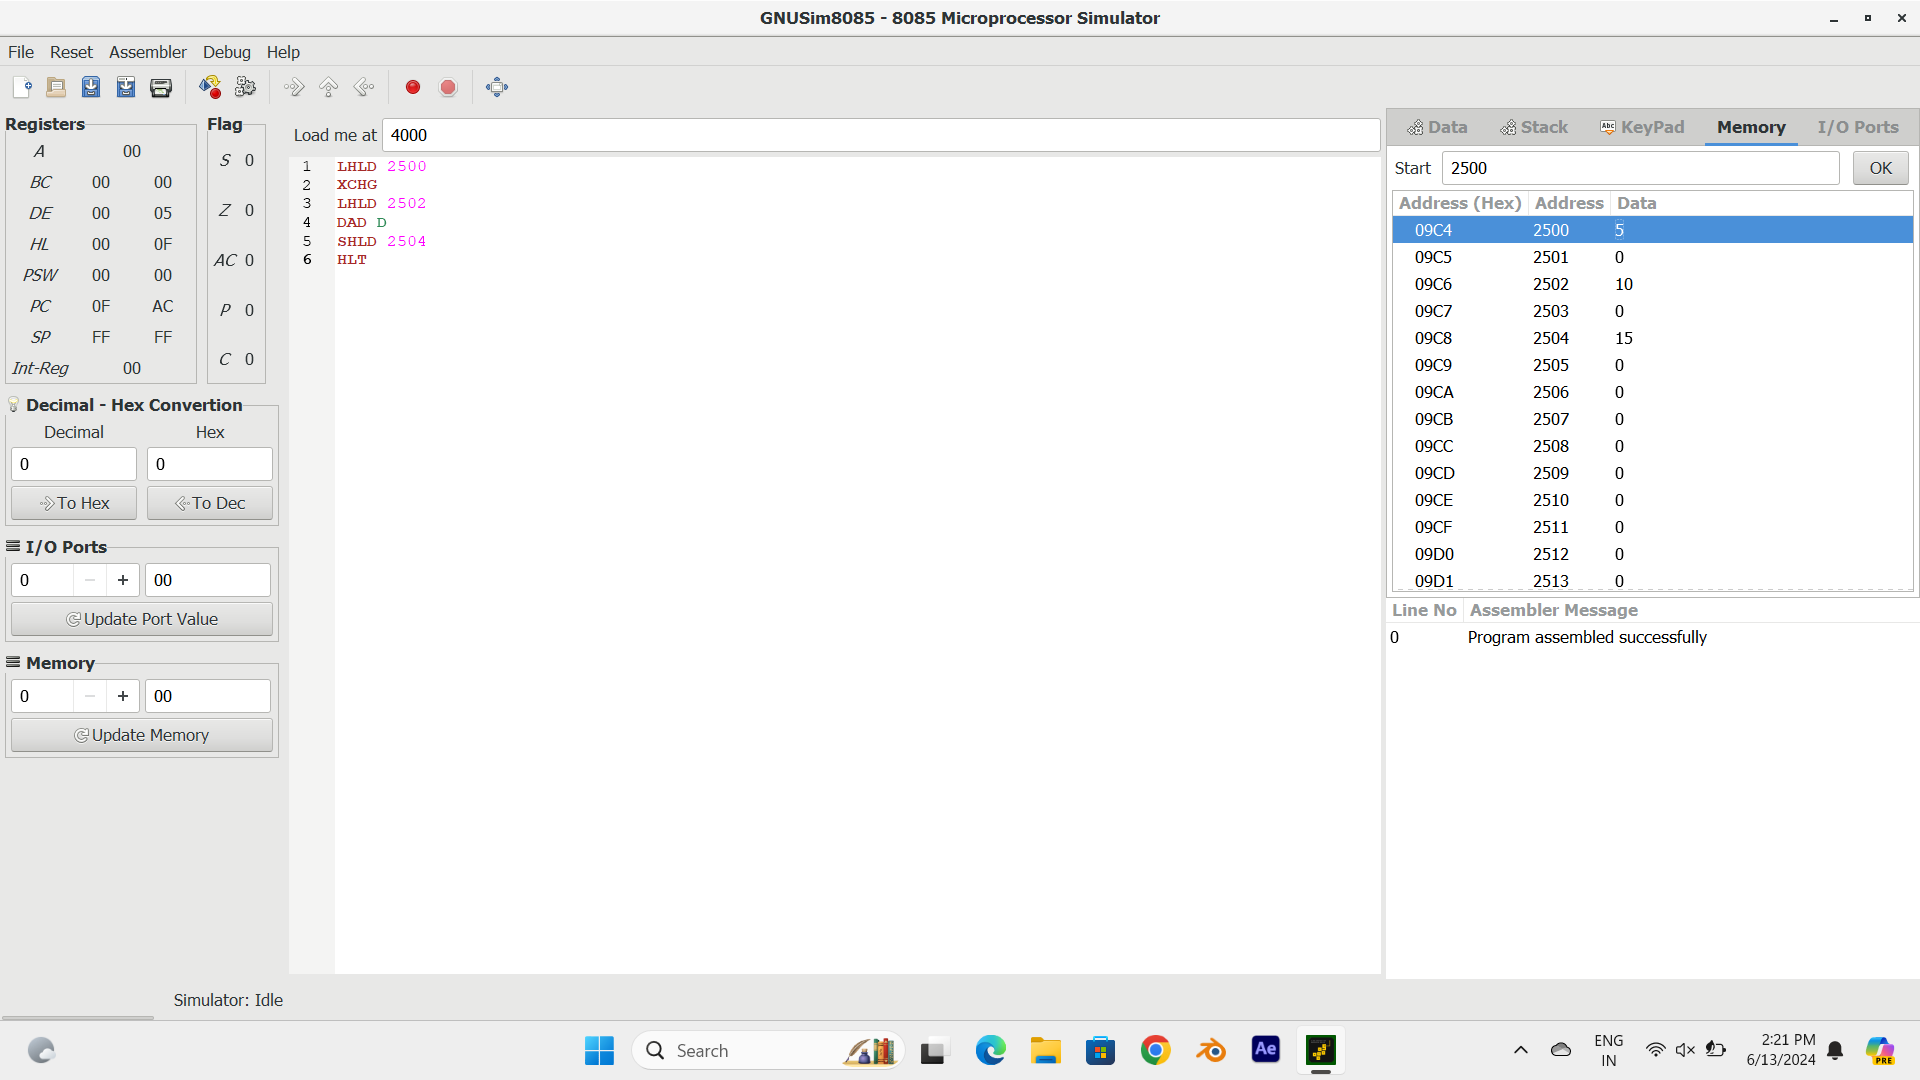 GNUSim8085 - 8085 Microprocessor Simulator
File Reset Assembler Debug Help
Registers
A 00
BC 00 00
DE 00 05
HL 00 0F
PSW 00 00
PC 0F AC
SP FF FF
Int-Reg 00
Flag
S 0
Z 0
AC 0
P 0
C 0
Decimal - Hex Convertion
Decimal Hex
0 0
To Hex To Dec
I/O Ports
0 − + 00
Update Port Value
Memory
0 − + 00
Update Memory
Load me at 4000
1 LHLD 2500
2 XCHG
3 LHLD 2502
4 DAD D
5 SHLD 2504
6 HLT
Data Stack Abc KeyPad Memory I/O Ports
Start 2500 OK
Address (Hex) Address Data
09C4 2500 5
09C5 2501 0
09C6 2502 10
09C7 2503 0
09C8 2504 15
09C9 2505 0
09CA 2506 0
09CB 2507 0
09CC 2508 0
09CD 2509 0
09CE 2510 0
09CF 2511 0
09D0 2512 0
09D1 2513 0
Line No Assembler Message
0 Program assembled successfully
Simulator: Idle
Search
Ae
ENG
IN
2:21 PM
6/13/2024
PRE